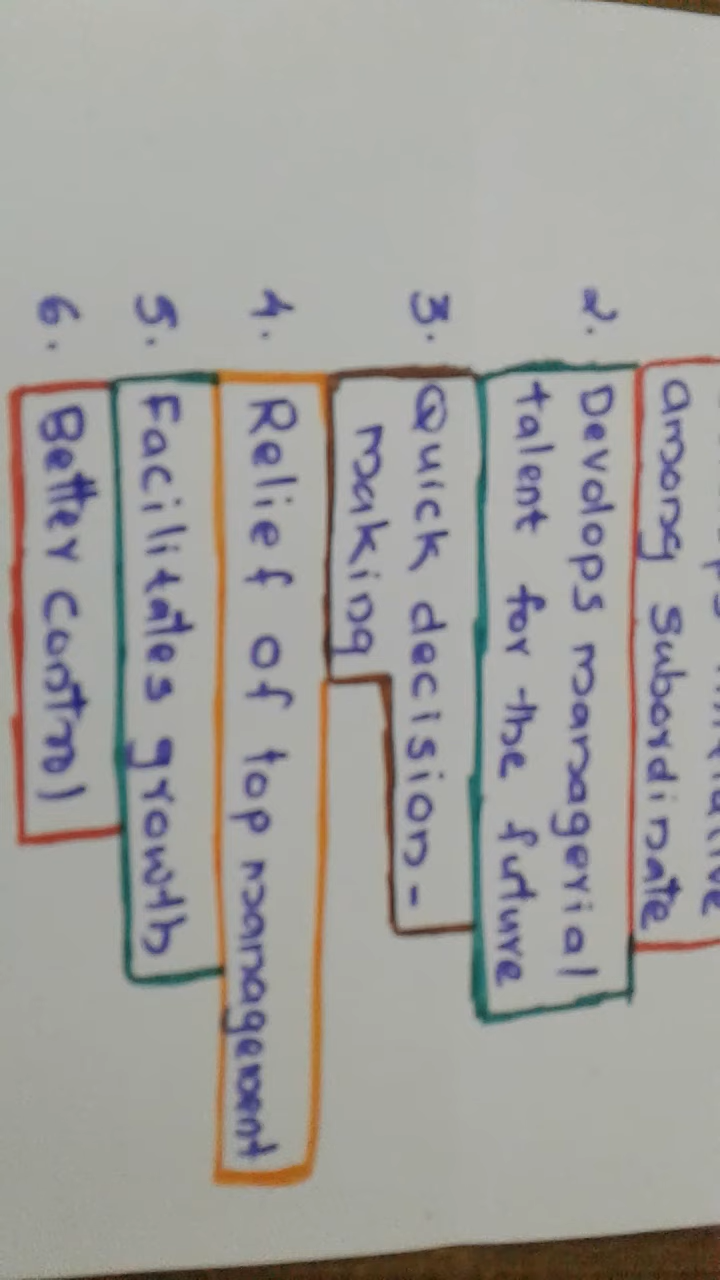 among Subordinate
2. Devolops managerial
talent for the future
3. Quick decision-
making
4. Relief of top management
5. Facilitates growth
6. Better control